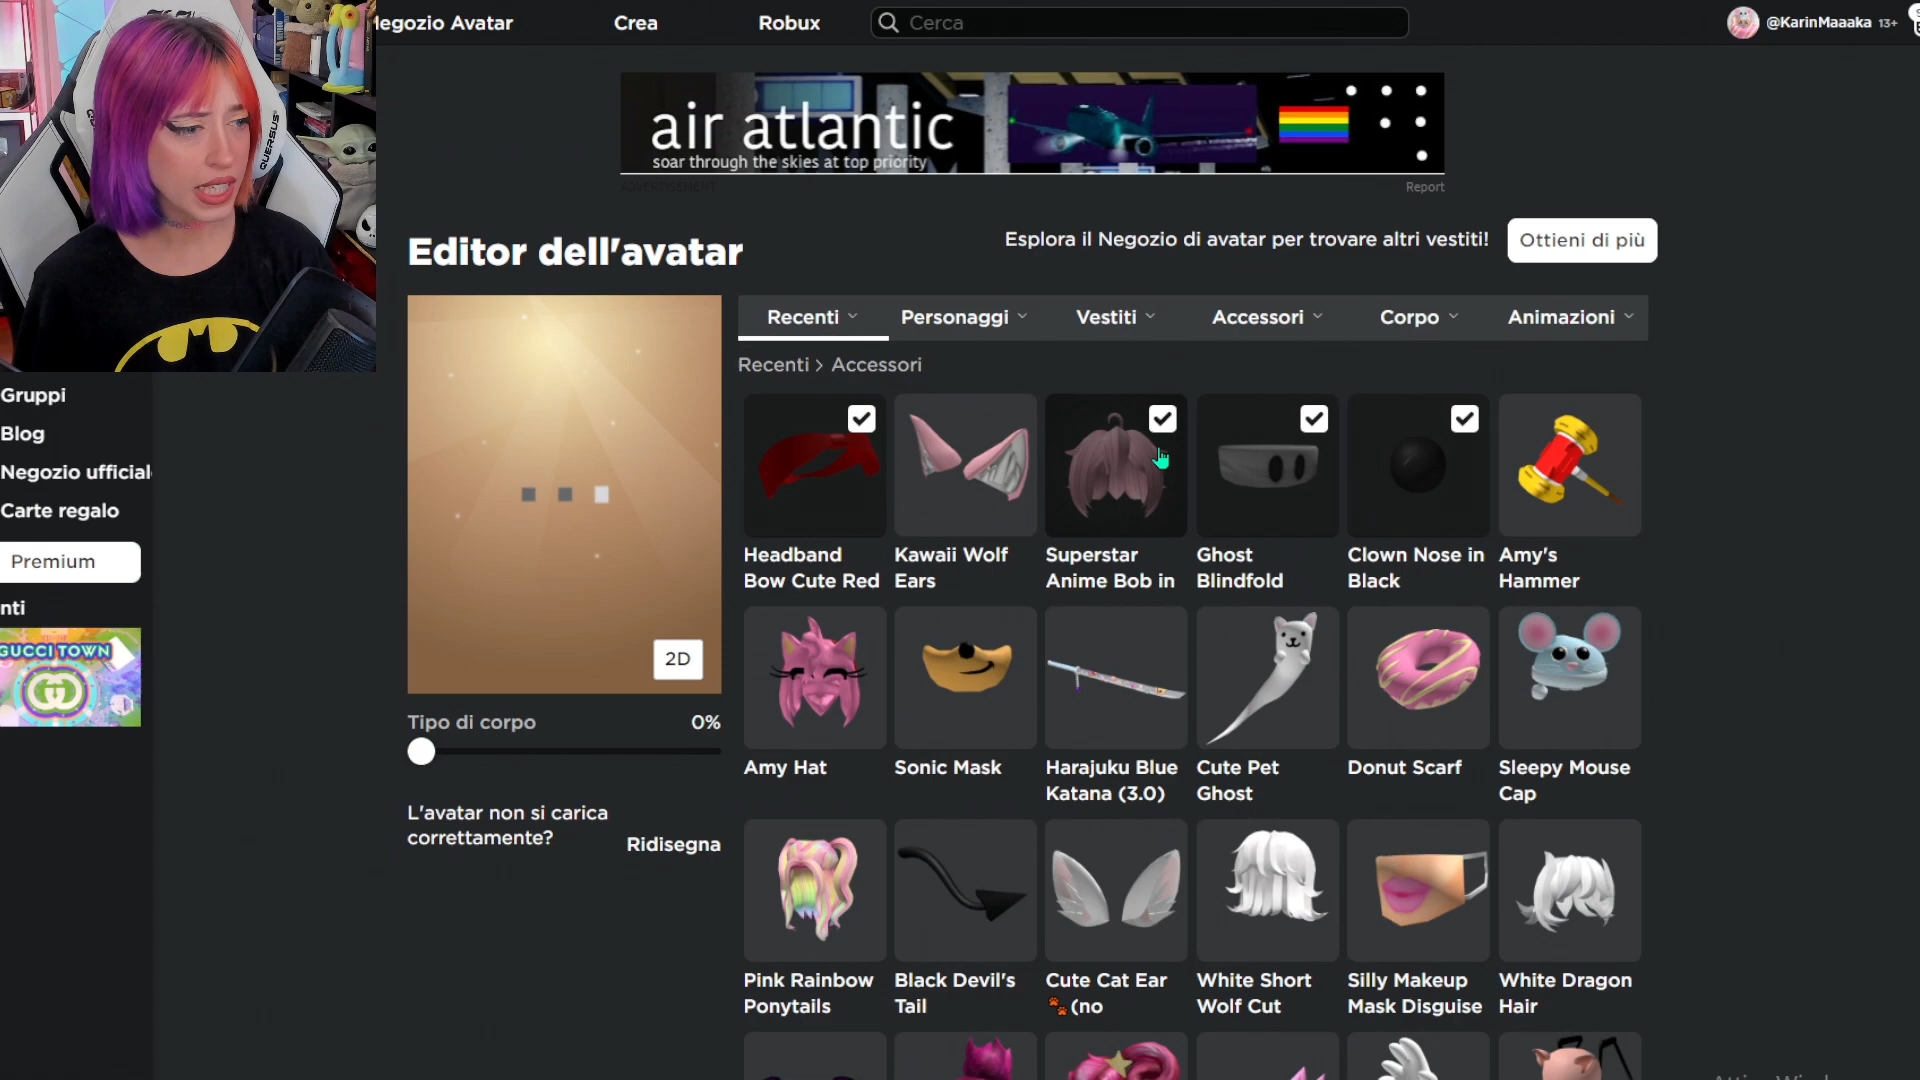 Negozio Avatar
Crea
Robux
Cerca
@KarinMaaaka 13+
QUERSUS
air atlantic
soar through the skies at top priority
ADVERTISEMENT
Report
Editor dell'avatar
Esplora il Negozio di avatar per trovare altri vestiti!
Ottieni di più
Recenti
Personaggi
Vestiti
Accessori
Corpo
Animazioni
Recenti > Accessori
Gruppi
Blog
Negozio ufficial
Carte regalo
Premium
nti
GUCCI TOWN
2D
Tipo di corpo
0%
L'avatar non si carica
correttamente?
Ridisegna
Headband
Bow Cute Red
Kawaii Wolf
Ears
Superstar
Anime Bob in
Ghost
Blindfold
Clown Nose in
Black
Amy's
Hammer
Amy Hat
Sonic Mask
Harajuku Blue
Katana (3.0)
Cute Pet
Ghost
Donut Scarf
Sleepy Mouse
Cap
Pink Rainbow
Ponytails
Black Devil's
Tail
Cute Cat Ear
🐾(no
White Short
Wolf Cut
Silly Makeup
Mask Disguise
White Dragon
Hair